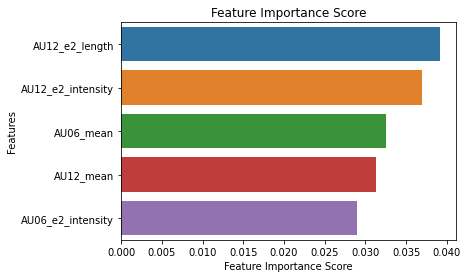 Feature Importance Score
Features
AU12_e2_length
AU12_e2_intensity
AU06_mean
AU12_mean
AU06_e2_intensity
0.000 0.005 0.010 0.015 0.020 0.025 0.030 0.035 0.040
Feature Importance Score